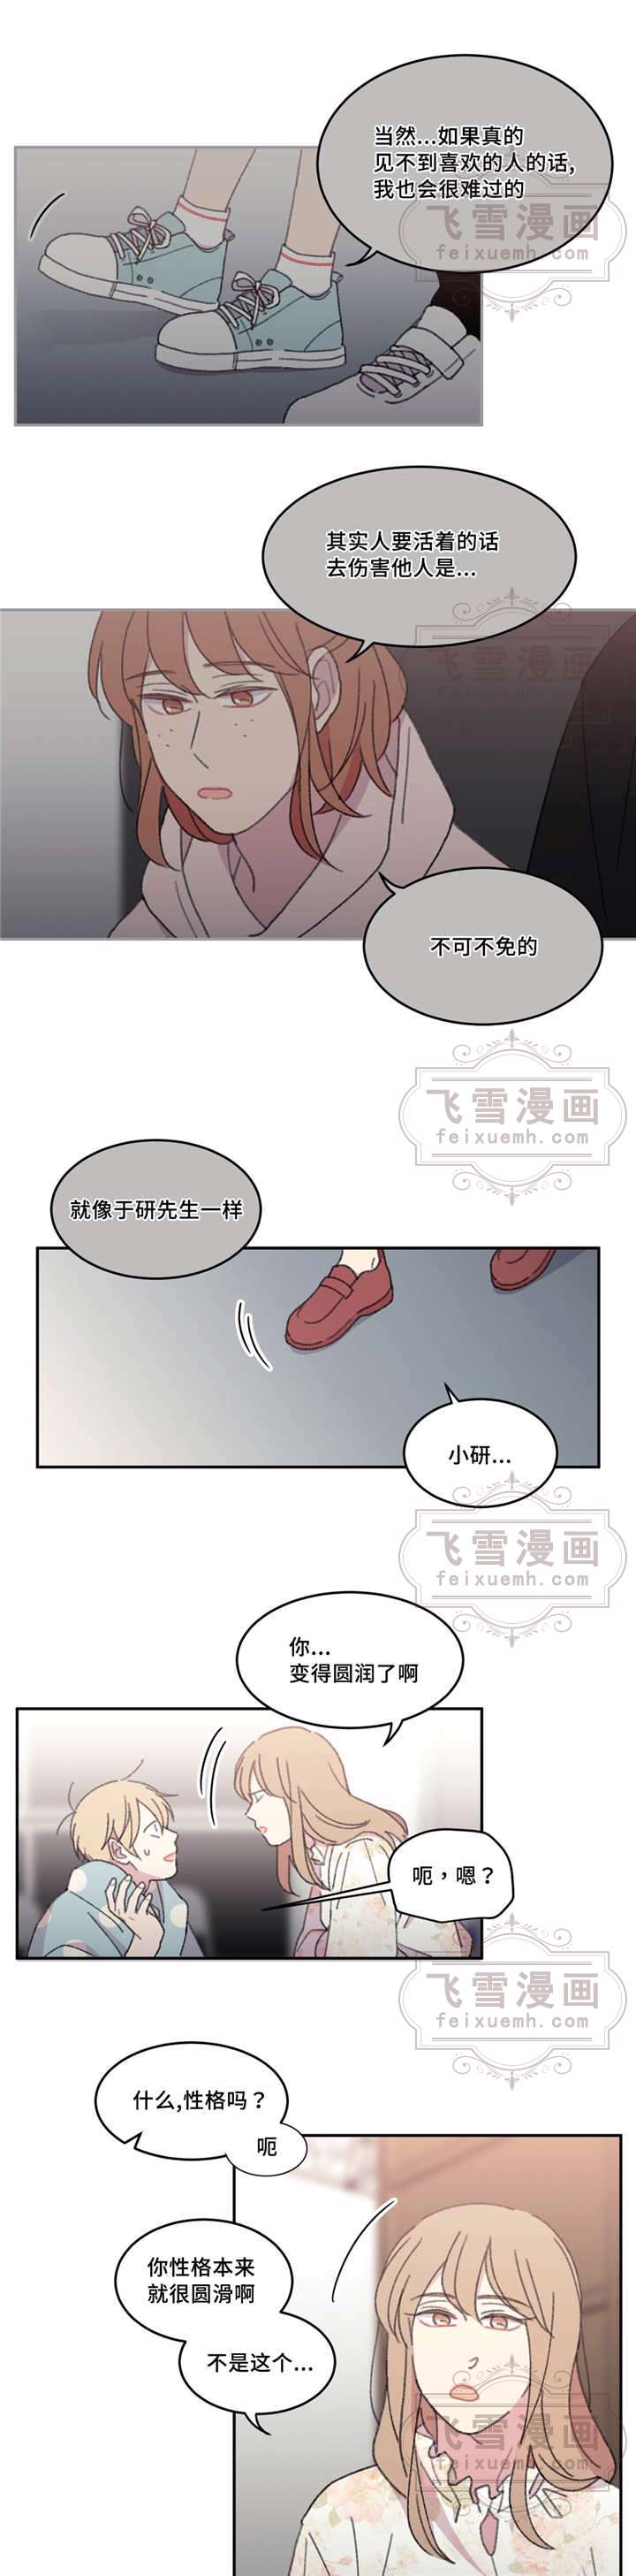 当然...如果真的
见不到喜欢的人的话,
我也会很难过的
飞雪漫画
feixuemh.com
其实人要活着的话
去伤害他人是...
飞雪漫画
feixuemh.com
不可不免的
飞雪漫画
feixuemh.com
就像于研先生一样
小研...
飞雪漫画
feixuemh.com
你...
变得圆润了啊
呃，嗯？
飞雪漫画
feixuemh.com
什么,性格吗？
呃
你性格本来
就很圆滑啊
不是这个...
飞雪漫画
feixuemh.com